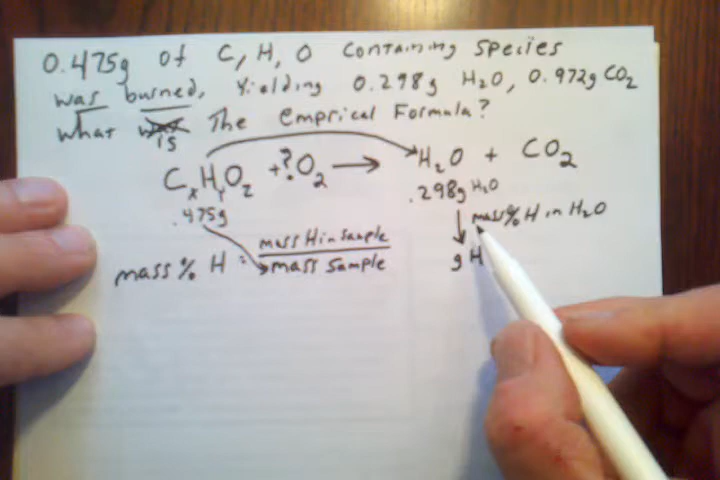 0.475g of C, H, O Containing Species
was burned, Yielding 0.298g H2O, 0.972g CO2
What is The Emprical Formula?
CxHyOz + ? O2 → H2O + CO2
.475g .298g H2O
mass % H in H2O
mass % H = mass H in sample / mass sample
g H